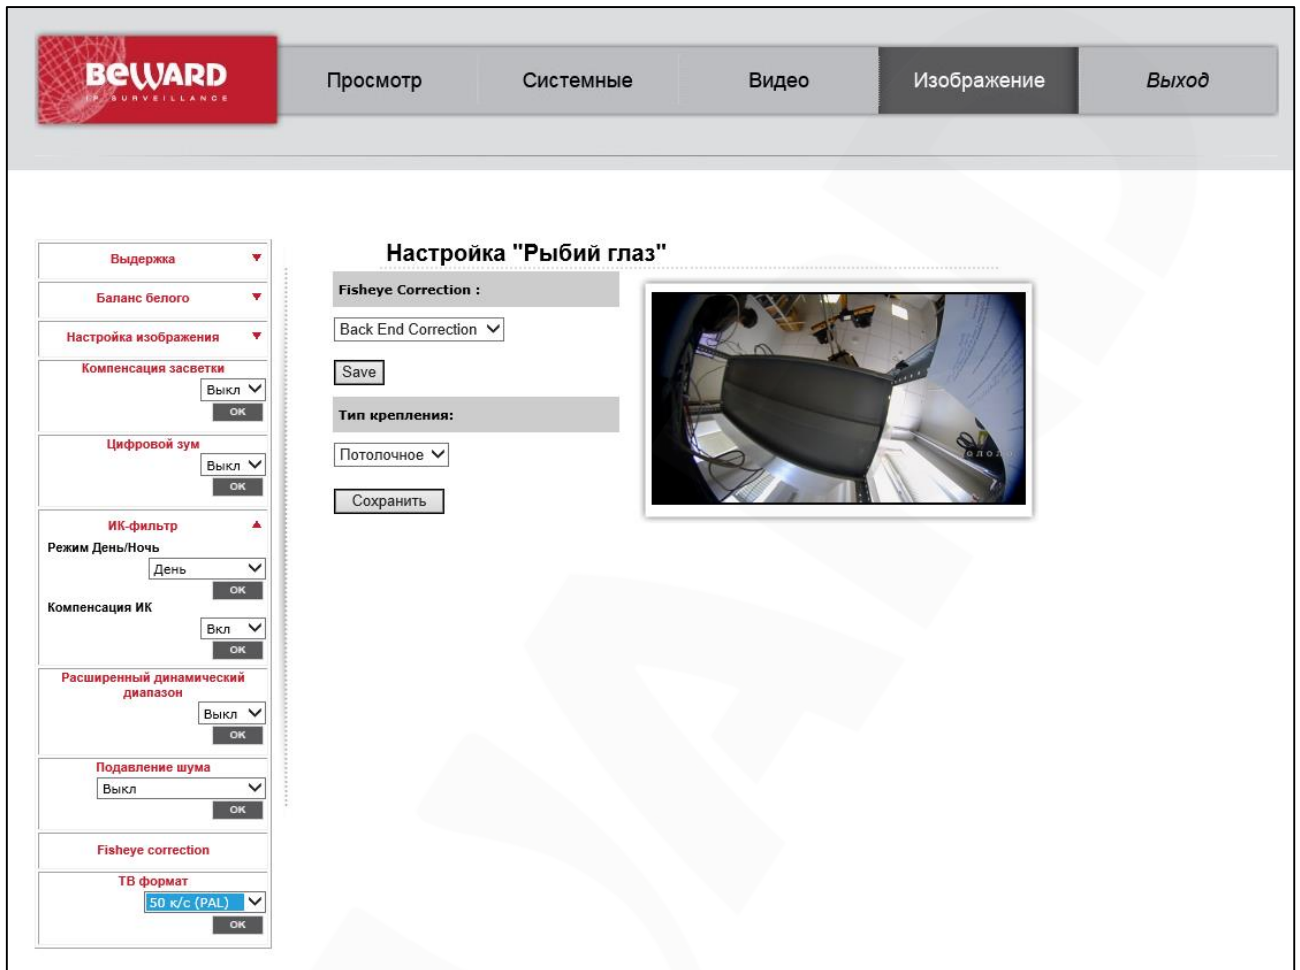 BEWARD
IP SURVEILLANCE
Просмотр
Системные
Видео
Изображение
Выход
Выдержка
Баланс белого
Настройка изображения
Компенсация засветки
Выкл
OK
Цифровой зум
Выкл
OK
ИК-фильтр
Режим День/Ночь
День
OK
Компенсация ИК
Вкл
OK
Расширенный динамический
диапазон
Выкл
OK
Подавление шума
Выкл
OK
Fisheye correction
ТВ формат
50 к/с (PAL)
OK
Настройка "Рыбий глаз"
Fisheye Correction :
Back End Correction
Save
Тип крепления:
Потолочное
Сохранить